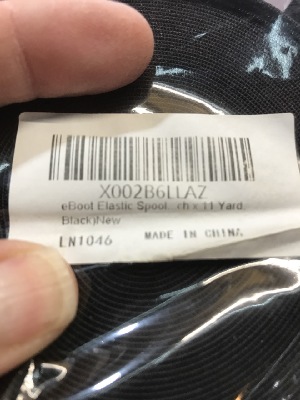 X002B6LLAZ
eBoot Elastic Spool ch x 11 Yard,
Black)New
LN1046 MADE IN CHINA